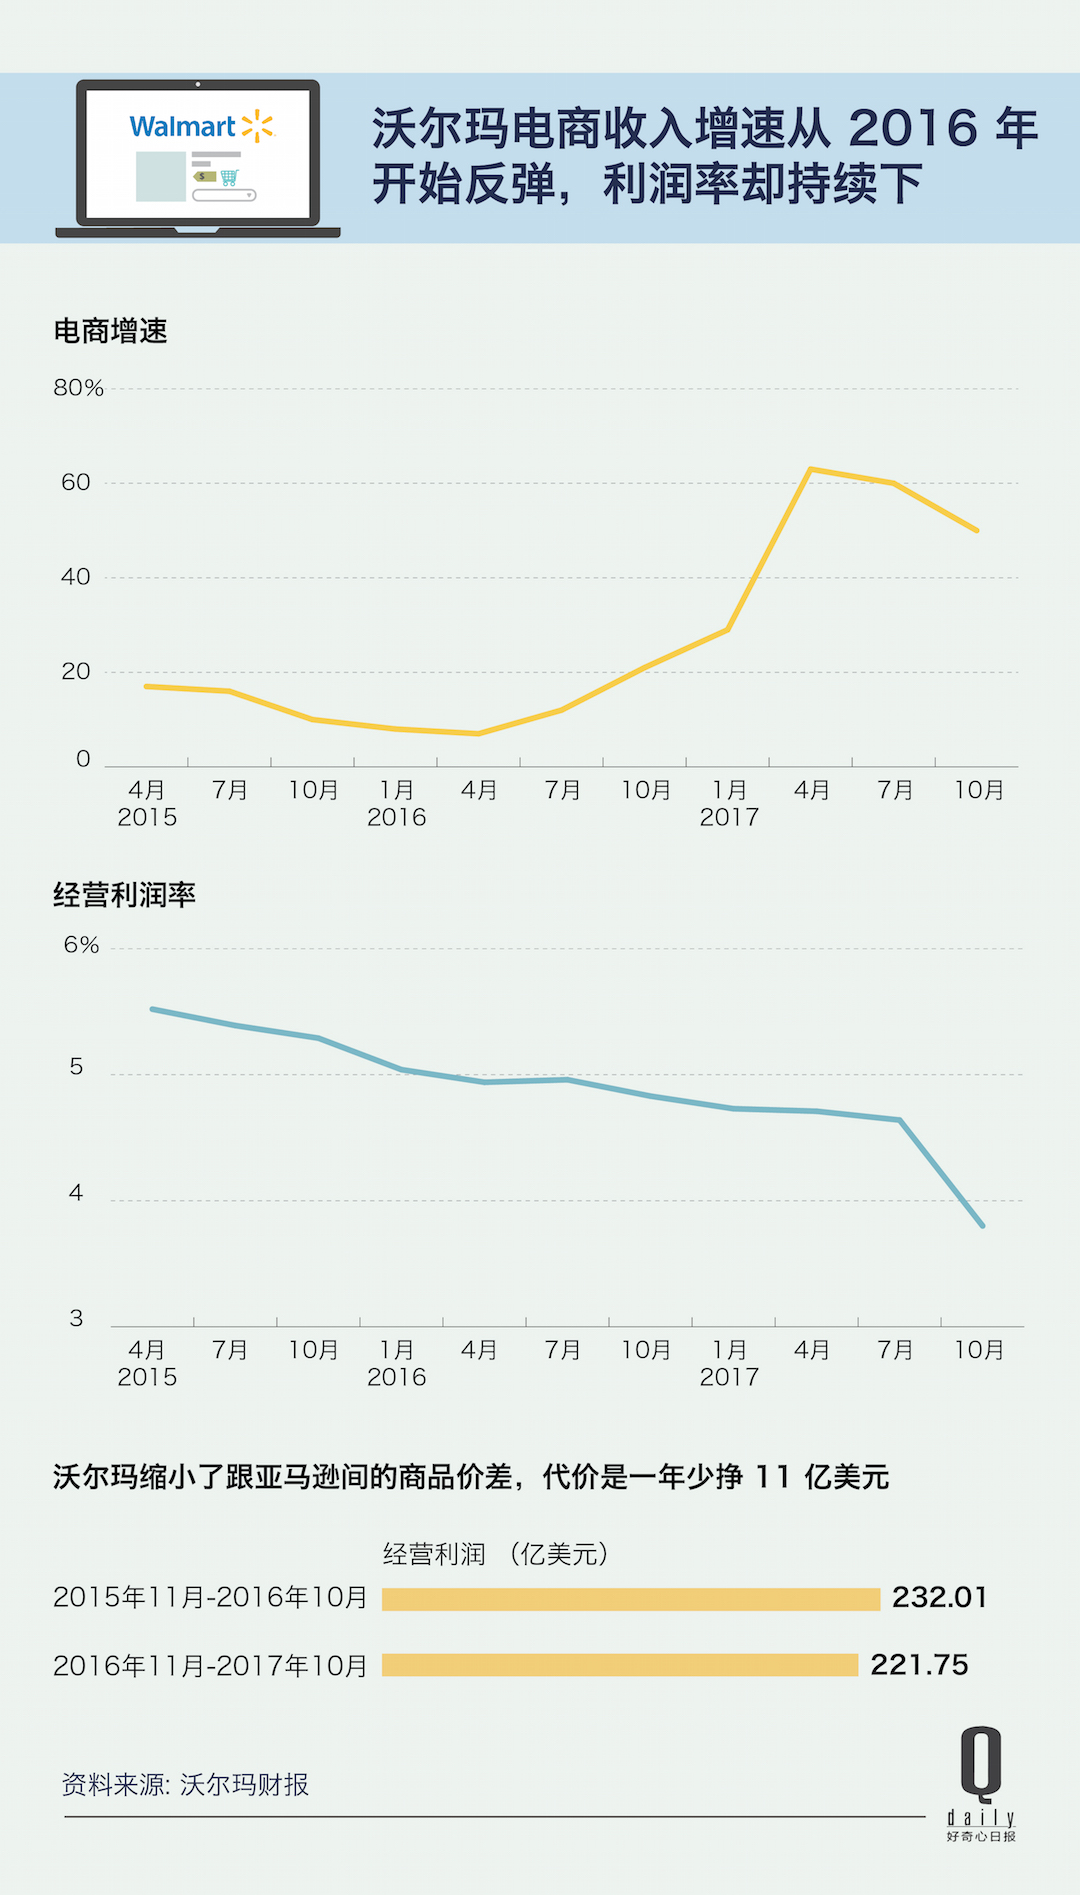 Walmart
$
沃尔玛电商收入增速从 2016 年
开始反弹，利润率却持续下
电商增速
80%
60
40
20
0
4月 7月 10月 1月 4月 7月 10月 1月 4月 7月 10月
2015 2016 2017
经营利润率
6%
5
4
3
4月 7月 10月 1月 4月 7月 10月 1月 4月 7月 10月
2015 2016 2017
沃尔玛缩小了跟亚马逊间的商品价差，代价是一年少挣 11 亿美元
经营利润 （亿美元）
2015年11月-2016年10月 232.01
2016年11月-2017年10月 221.75
资料来源: 沃尔玛财报
Q
daily
好奇心日报